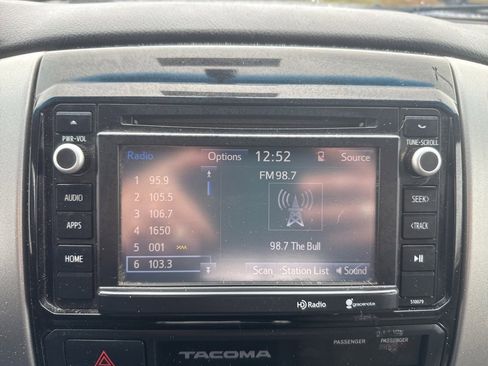 PWR-VOL
TUNE-SCROLL
Radio Options 12:52 Source
FM 98.7
1 95.9
2 105.5
3 106.7
4 1650
5 001
6 103.3
98.7 The Bull
Scan Station List Sound
AUDIO
APPS
HOME
SEEK>
<TRACK
HD Radio
gracenote
510079
TACOMA
PASSENGER
PASSENGER